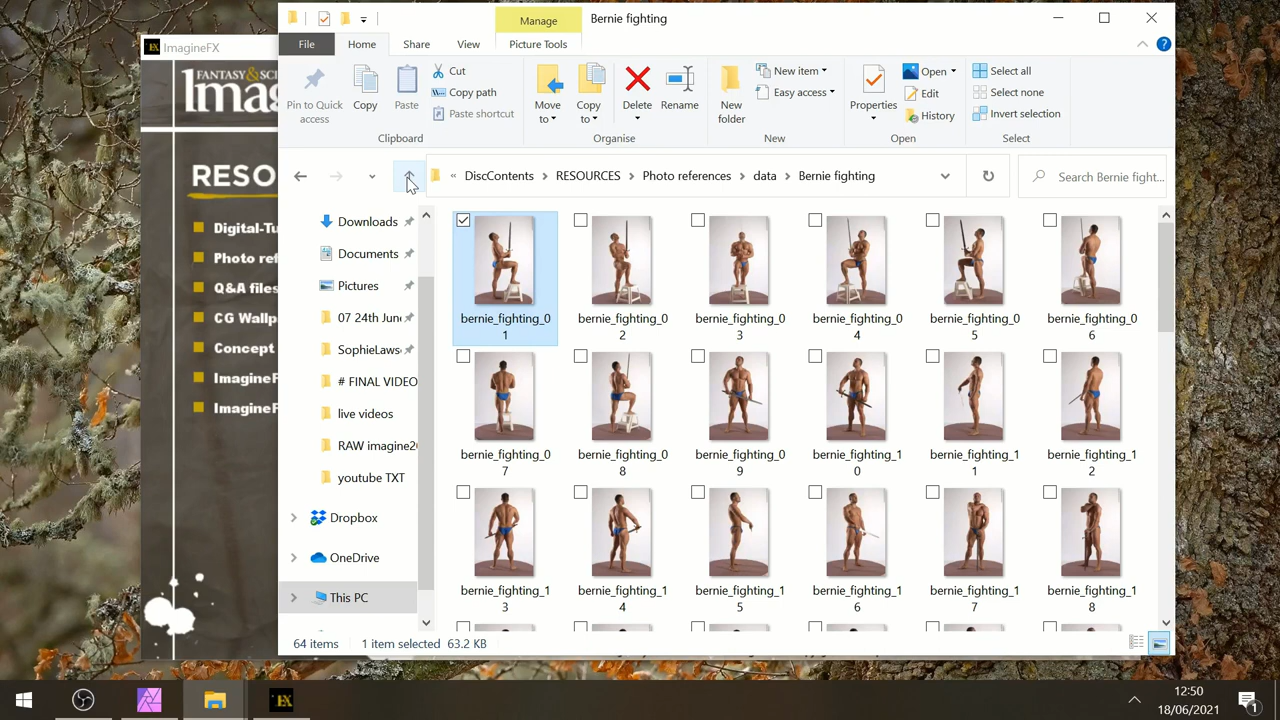 Manage
Bernie fighting
ImagineFX
File
Home
Share
View
Picture Tools
FANTASY & SCI
Imag
Pin to Quick access
Copy
Paste
Cut
Copy path
Paste shortcut
Clipboard
Move to
Copy to
Delete
Rename
Organise
New folder
New item
Easy access
New
Properties
Open
Edit
History
Open
Select all
Select none
Invert selection
Select
« DiscContents > RESOURCES > Photo references > data > Bernie fighting
Search Bernie fight...
RESO
Digital-Tu
Photo ref
Q&A files
CG Wallp
Concept
ImagineF
ImagineF
Downloads
Documents
Pictures
07 24th June
SophieLaws
# FINAL VIDEO
live videos
RAW imagine2
youtube TXT
Dropbox
OneDrive
This PC
bernie_fighting_01
bernie_fighting_02
bernie_fighting_03
bernie_fighting_04
bernie_fighting_05
bernie_fighting_06
bernie_fighting_07
bernie_fighting_08
bernie_fighting_09
bernie_fighting_10
bernie_fighting_11
bernie_fighting_12
bernie_fighting_13
bernie_fighting_14
bernie_fighting_15
bernie_fighting_16
bernie_fighting_17
bernie_fighting_18
64 items
1 item selected 63.2 KB
12:50
18/06/2021
1